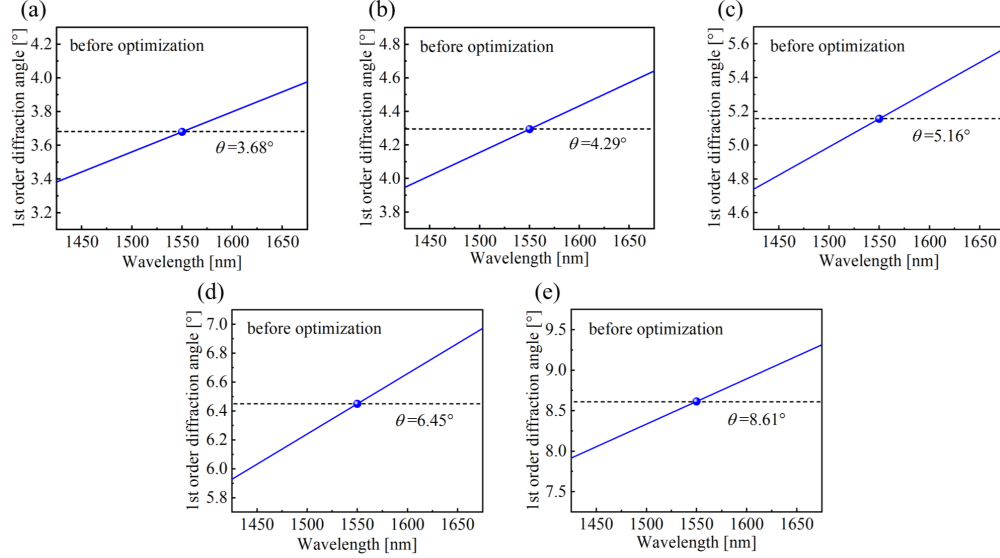 (a)
1st order diffraction angle [°]
before optimization
4.2
4.0
3.8
3.6
3.4
3.2
θ=3.68°
1450 1500 1550 1600 1650
Wavelength [nm]
(b)
1st order diffraction angle [°]
before optimization
4.8
4.6
4.4
4.2
4.0
3.8
θ=4.29°
1450 1500 1550 1600 1650
Wavelength [nm]
(c)
1st order diffraction angle [°]
before optimization
5.6
5.4
5.2
5.0
4.8
4.6
θ=5.16°
1450 1500 1550 1600 1650
Wavelength [nm]
(d)
1st order diffraction angle [°]
before optimization
7.0
6.8
6.6
6.4
6.2
6.0
5.8
θ=6.45°
1450 1500 1550 1600 1650
Wavelength [nm]
(e)
1st order diffraction angle [°]
before optimization
9.5
9.0
8.5
8.0
7.5
θ=8.61°
1450 1500 1550 1600 1650
Wavelength [nm]